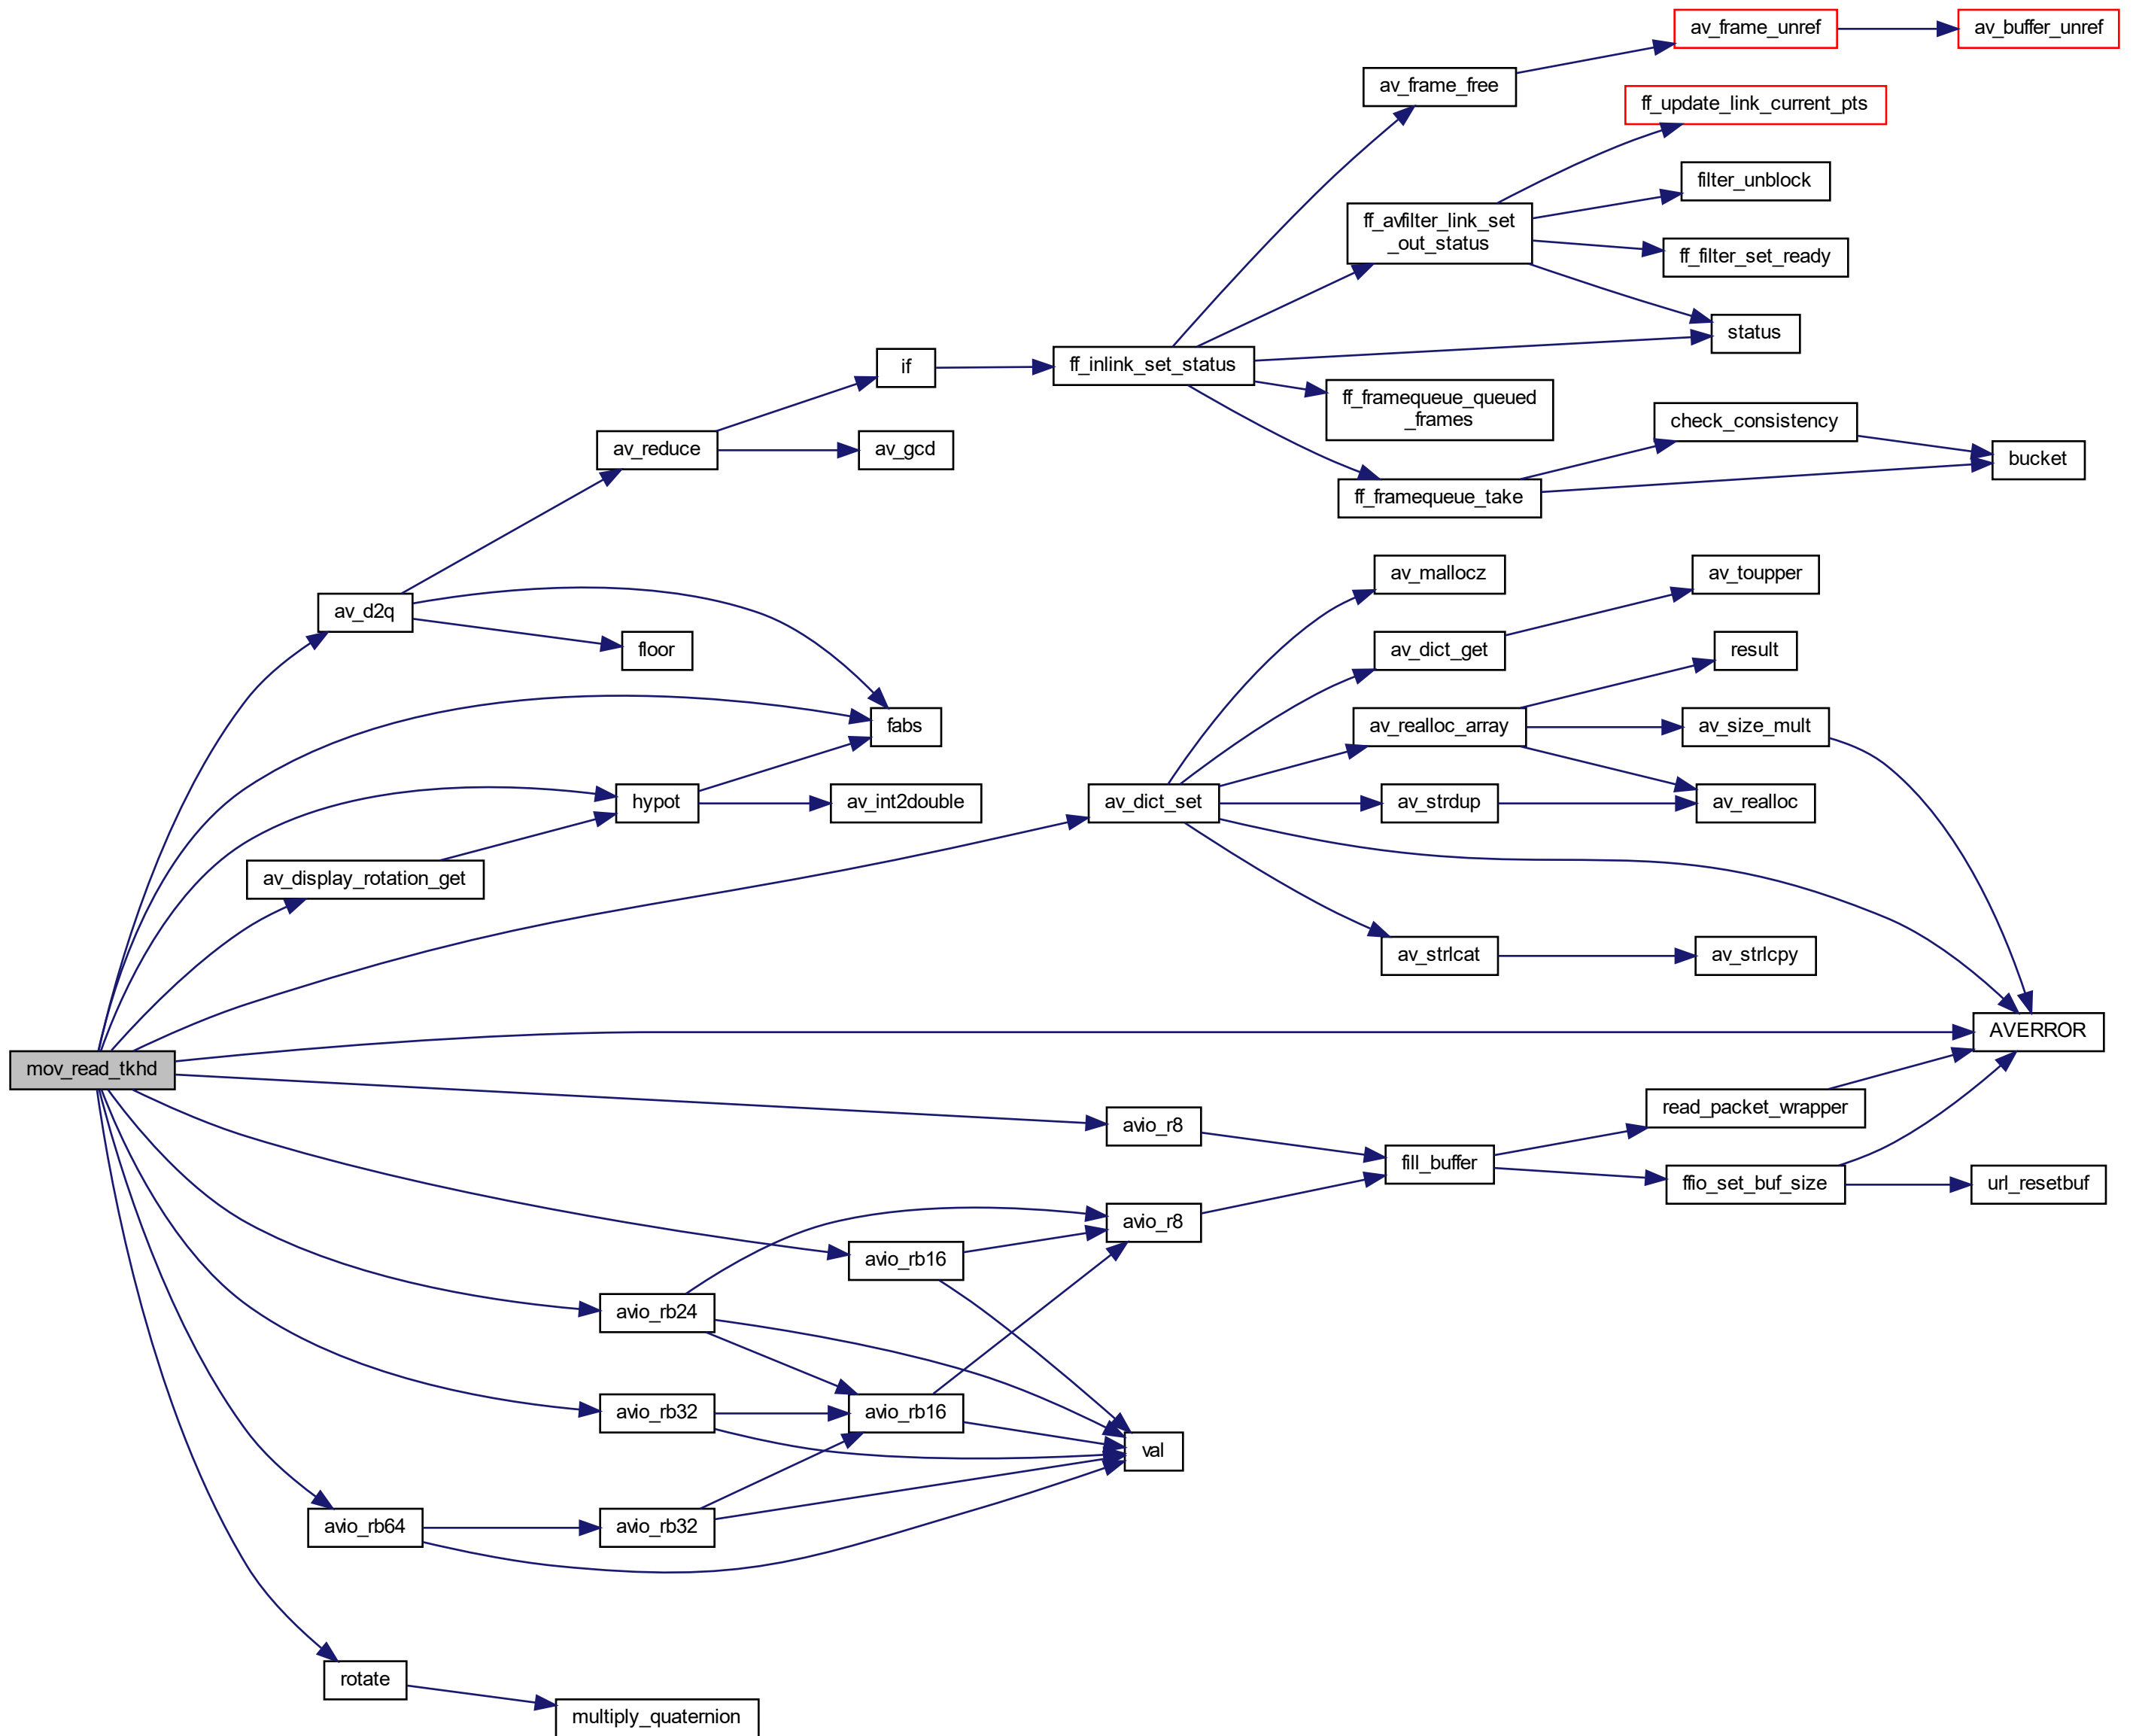 av_frame_unref
av_buffer_unref
av_frame_free
ff_update_link_current_pts
filter_unblock
ff_avfilter_link_set
_out_status
ff_filter_set_ready
status
if
ff_inlink_set_status
ff_framequeue_queued
_frames
check_consistency
av_reduce
av_gcd
bucket
ff_framequeue_take
av_mallocz
av_toupper
av_d2q
floor
av_dict_get
result
fabs
av_realloc_array
av_size_mult
hypot
av_int2double
av_dict_set
av_strdup
av_realloc
av_display_rotation_get
av_strlcat
av_strlcpy
AVERROR
mov_read_tkhd
read_packet_wrapper
avio_r8
fill_buffer
ffio_set_buf_size
url_resetbuf
avio_r8
avio_rb16
avio_rb24
avio_rb32
avio_rb16
val
avio_rb64
avio_rb32
rotate
multiply_quaternion